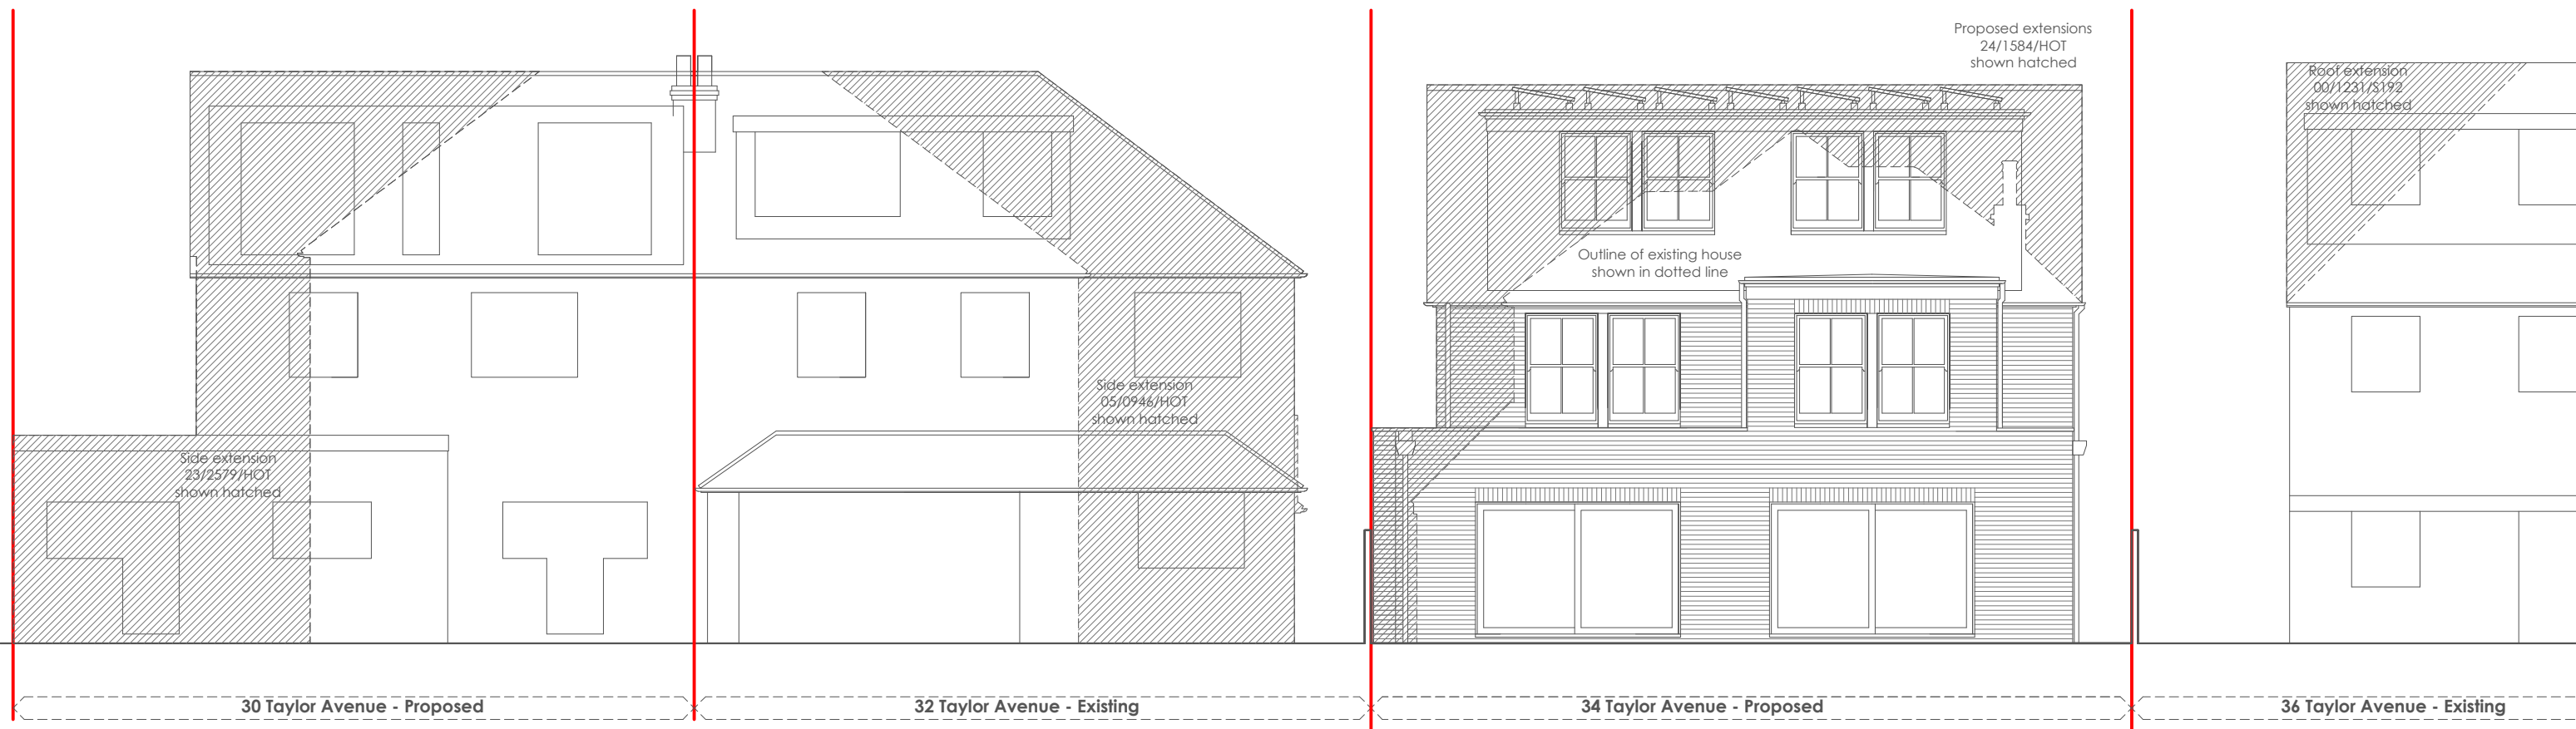 Proposed extensions
24/1584/HOT
shown hatched
Roof extension
00/1231/S192
shown hatched
Outline of existing house
shown in dotted line
Side extension
05/0946/HOT
shown hatched
Side extension
23/2579/HOT
shown hatched
30 Taylor Avenue - Proposed
32 Taylor Avenue - Existing
34 Taylor Avenue - Proposed
36 Taylor Avenue - Existing